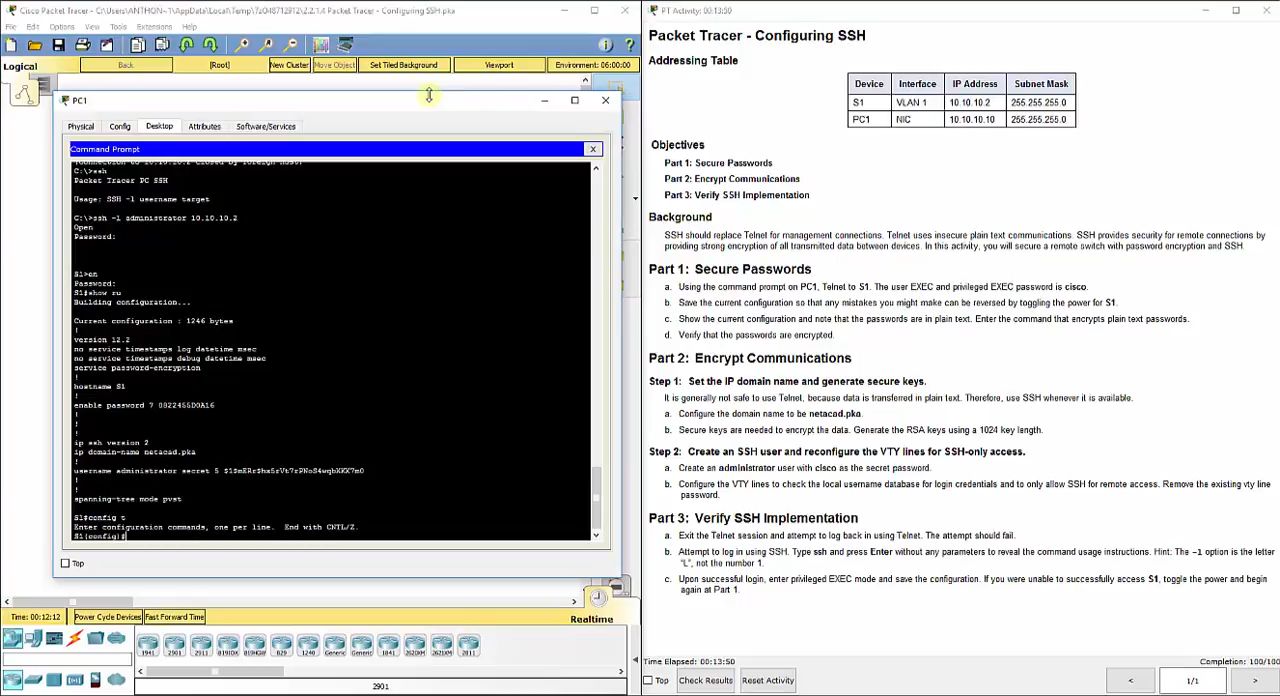 Cisco Packet Tracer - C:\Users\ANTHON~1\AppData\Local\Temp\7zO48712912\2.2.1.4 Packet Tracer - Configuring SSH.pka
File Edit Options View Tools Extensions Help
Logical Back [Root] New Cluster Move Object Set Tiled Background Viewport Environment: 06:00:00
PC1
Physical Config Desktop Attributes Software/Services
Command Prompt X
C:\>ssh
Packet Tracer PC SSH
Usage: SSH -l username target
C:\>ssh -l administrator 10.10.10.2
Open
Password:
S1>en
Password:
S1#show ru
Building configuration...
Current configuration : 1246 bytes
!
version 12.2
no service timestamps log datetime msec
no service timestamps debug datetime msec
service password-encryption
!
hostname S1
!
enable password 7 0822455D0A16
!
!
!
ip ssh version 2
ip domain-name netacad.pka
!
username administrator secret 5
!
!
spanning-tree mode pvst
S1#config t
Enter configuration commands, one per line. End with CNTL/Z.
S1(config)#
Top
Time: 00:12:12 Power Cycle Devices Fast Forward Time Realtime
1941 2901 2911 819IOX 819HGW 829 1240 Generic Generic 1841 2620XM 2621XM 2811
2901
PT Activity: 00:13:50
Packet Tracer - Configuring SSH
Addressing Table
Device Interface IP Address Subnet Mask
S1 VLAN 1 10.10.10.2 255.255.255.0
PC1 NIC 10.10.10.10 255.255.255.0
Objectives
Part 1: Secure Passwords
Part 2: Encrypt Communications
Part 3: Verify SSH Implementation
Background
SSH should replace Telnet for management connections. Telnet uses insecure plain text communications. SSH provides security for remote connections by
providing strong encryption of all transmitted data between devices. In this activity, you will secure a remote switch with password encryption and SSH.
Part 1: Secure Passwords
a. Using the command prompt on PC1, Telnet to S1. The user EXEC and privileged EXEC password is cisco.
b. Save the current configuration so that any mistakes you might make can be reversed by toggling the power for S1.
c. Show the current configuration and note that the passwords are in plain text. Enter the command that encrypts plain text passwords.
d. Verify that the passwords are encrypted.
Part 2: Encrypt Communications
Step 1: Set the IP domain name and generate secure keys.
It is generally not safe to use Telnet, because data is transferred in plain text. Therefore, use SSH whenever it is available.
a. Configure the domain name to be netacad.pka.
b. Secure keys are needed to encrypt the data. Generate the RSA keys using a 1024 key length.
Step 2: Create an SSH user and reconfigure the VTY lines for SSH-only access.
a. Create an administrator user with cisco as the secret password.
b. Configure the VTY lines to check the local username database for login credentials and to only allow SSH for remote access. Remove the existing vty line
password.
Part 3: Verify SSH Implementation
a. Exit the Telnet session and attempt to log back in using Telnet. The attempt should fail.
b. Attempt to log in using SSH. Type ssh and press Enter without any parameters to reveal the command usage instructions. Hint: The -l option is the letter
"L", not the number 1.
c. Upon successful login, enter privileged EXEC mode and save the configuration. If you were unable to successfully access S1, toggle the power and begin
again at Part 1.
Time Elapsed: 00:13:50 Completion: 100/100
Top Check Results Reset Activity < 1/1 >